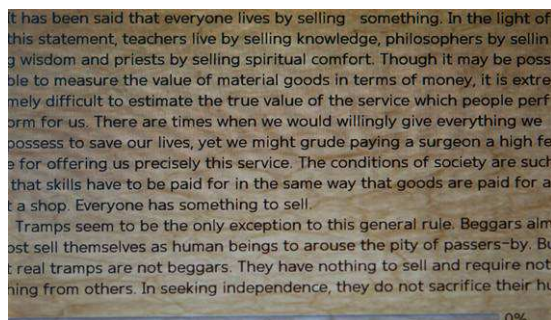 It has been said that everyone lives by selling something. In the light of
this statement, teachers live by selling knowledge, philosophers by sellin
g wisdom and priests by selling spiritual comfort. Though it may be poss
ble to measure the value of material goods in terms of money, it is extre
mely difficult to estimate the true value of the service which people perf
orm for us. There are times when we would willingly give everything we
possess to save our lives, yet we might grude paying a surgeon a high fe
e for offering us precisely this service. The conditions of society are such
that skills have to be paid for in the same way that goods are paid for a
t a shop. Everyone has something to sell.
Tramps seem to be the only exception to this general rule. Beggars alm
ost sell themselves as human beings to arouse the pity of passers-by. Bu
t real tramps are not beggars. They have nothing to sell and require not
hing from others. In seeking independence, they do not sacrifice their hu
0%